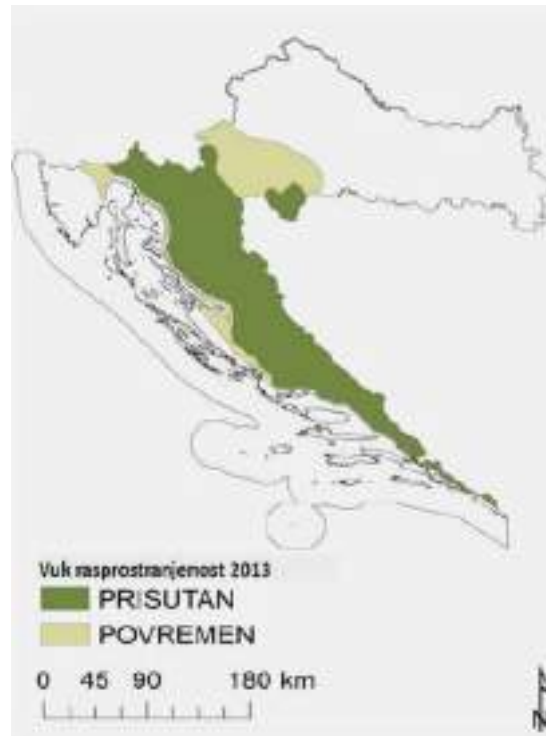 Vuk rasprostranjenost 2013
PRISUTAN
POVREMEN
0 45 90 180 km
N